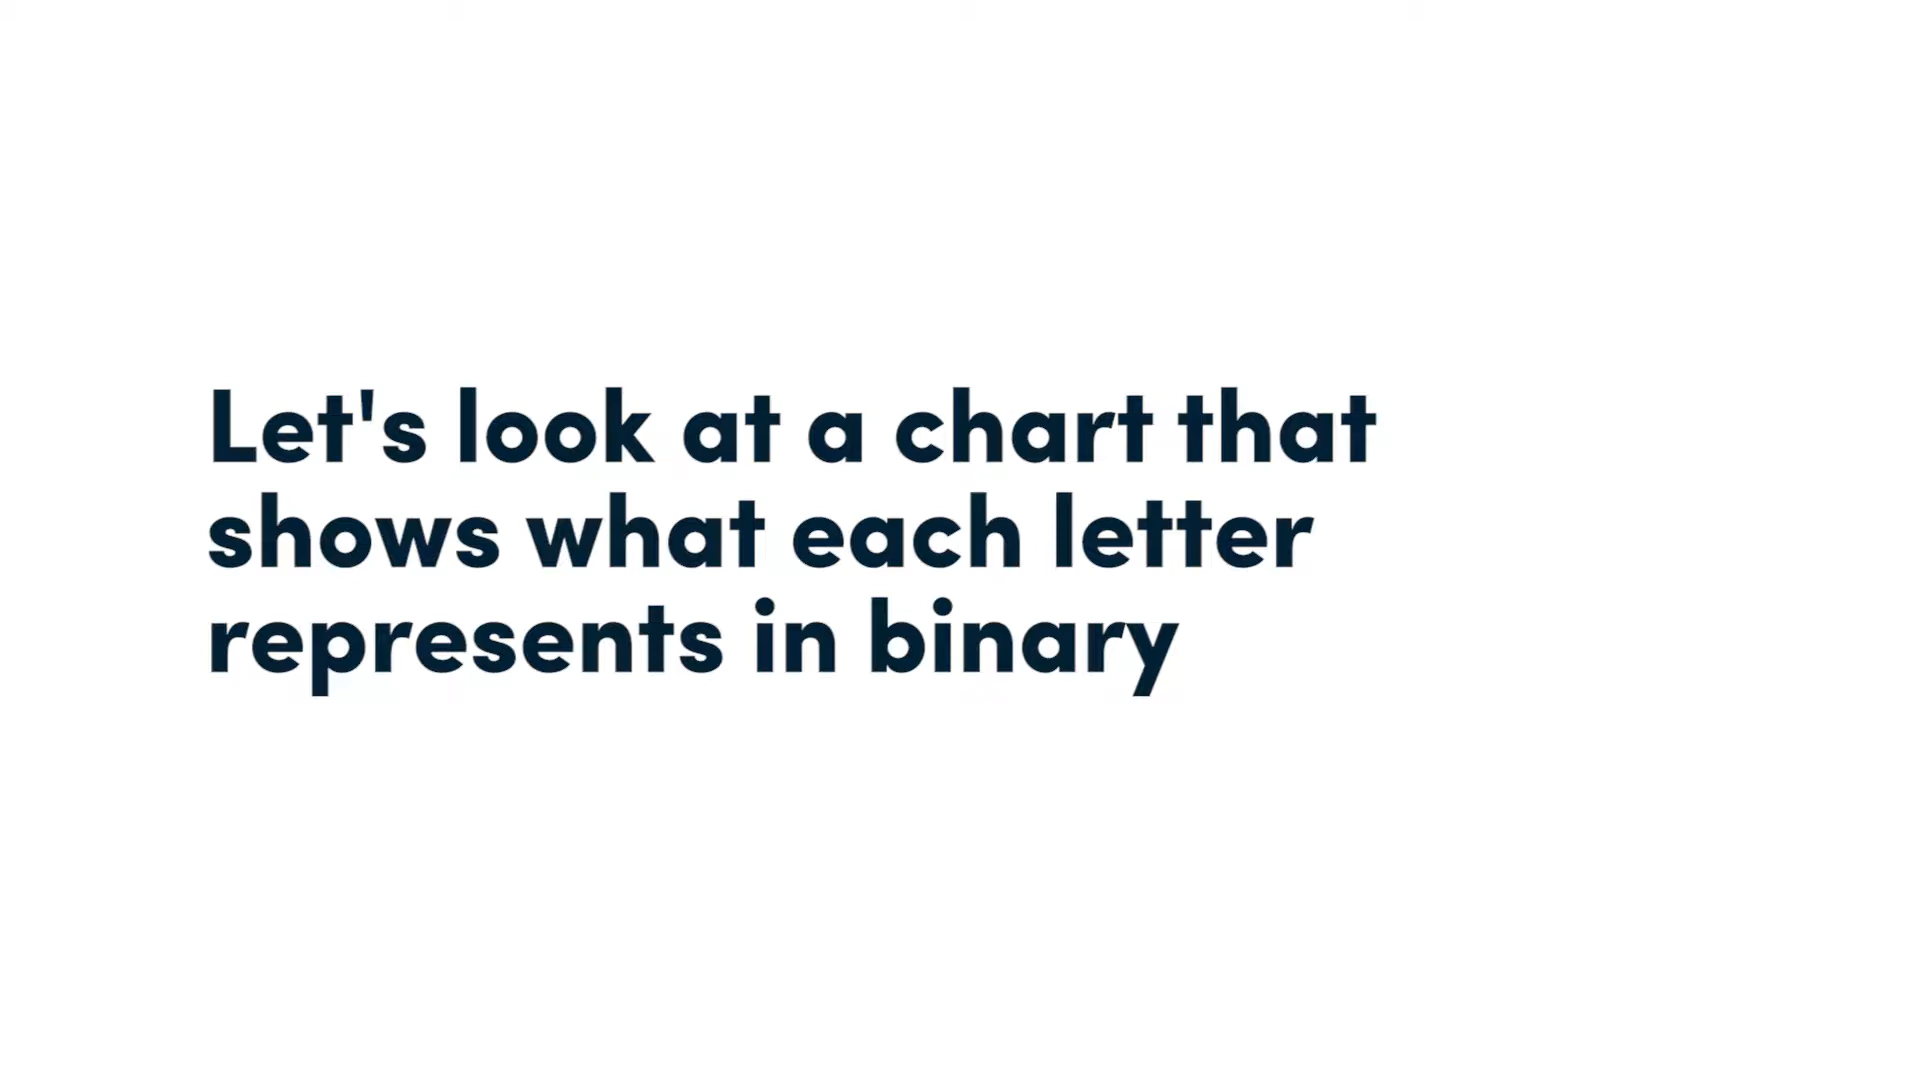 Let's look at a chart that
shows what each letter
represents in binary